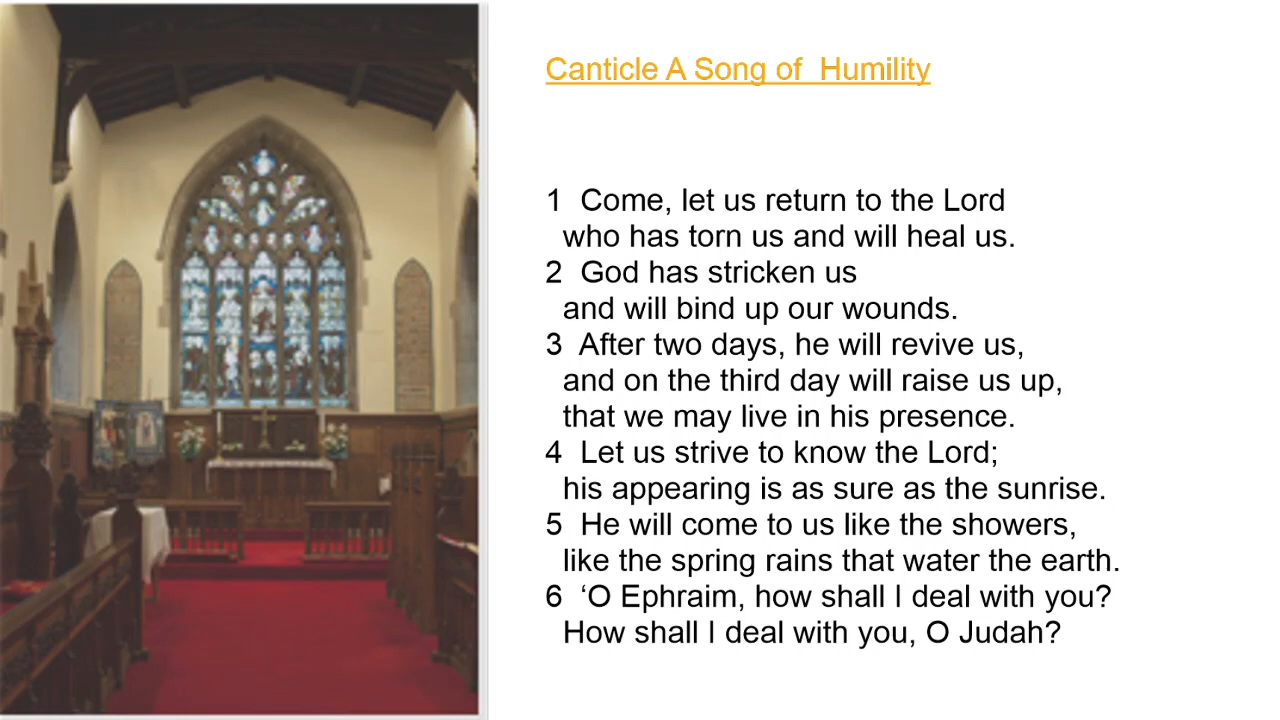 Canticle A Song of  Humility
1  Come, let us return to the Lord
who has torn us and will heal us.
2  God has stricken us
and will bind up our wounds.
3  After two days, he will revive us,
and on the third day will raise us up,
that we may live in his presence.
4  Let us strive to know the Lord;
his appearing is as sure as the sunrise.
5  He will come to us like the showers,
like the spring rains that water the earth.
6  ‘O Ephraim, how shall I deal with you?
How shall I deal with you, O Judah?